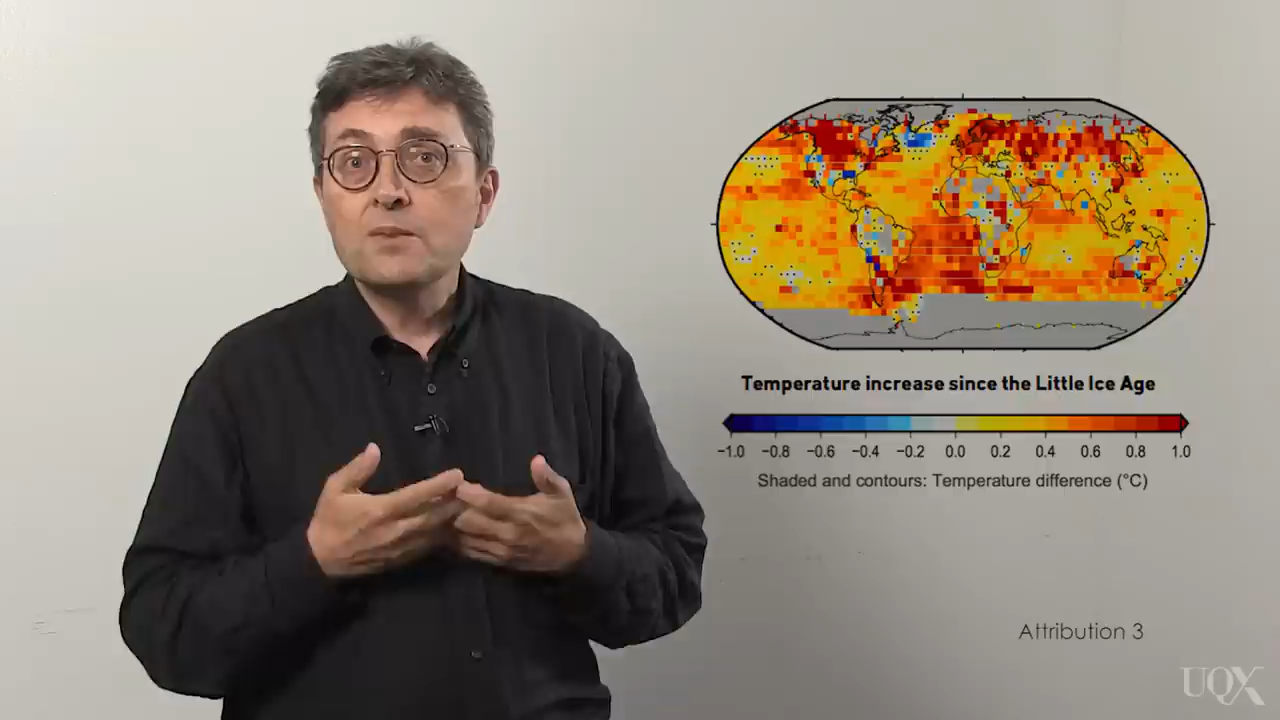 Temperature increase since the Little Ice Age
−1.0 −0.8 −0.6 −0.4 −0.2 0.0 0.2 0.4 0.6 0.8 1.0
Shaded and contours: Temperature difference (°C)
Attribution 3
UQX